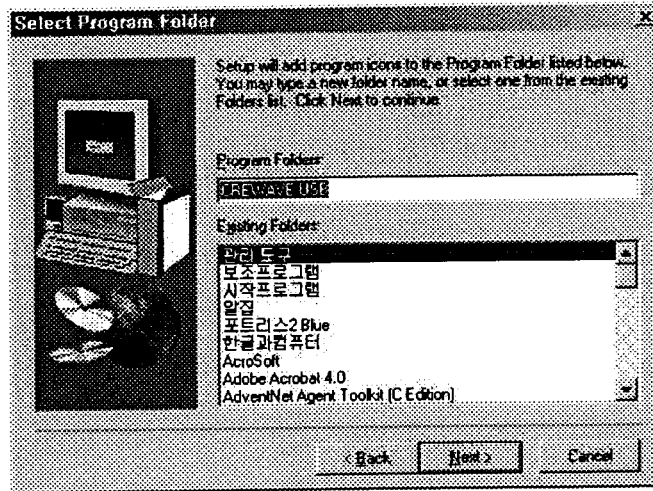 Select Program Folder
Setup will add program icons to the Program Folder listed below.
You may type a new folder name, or select one from the existing
Folders list. Click Next to continue.
Program Folders:
CREWAVE USB
Existing Folders:
관리 도구
보조프로그램
시작프로그램
알집
포트리스2 Blue
한글과컴퓨터
AcroSoft
Adobe Acrobat 4.0
AdventNet Agent Toolkit (C Edition)
< Back
Next >
Cancel